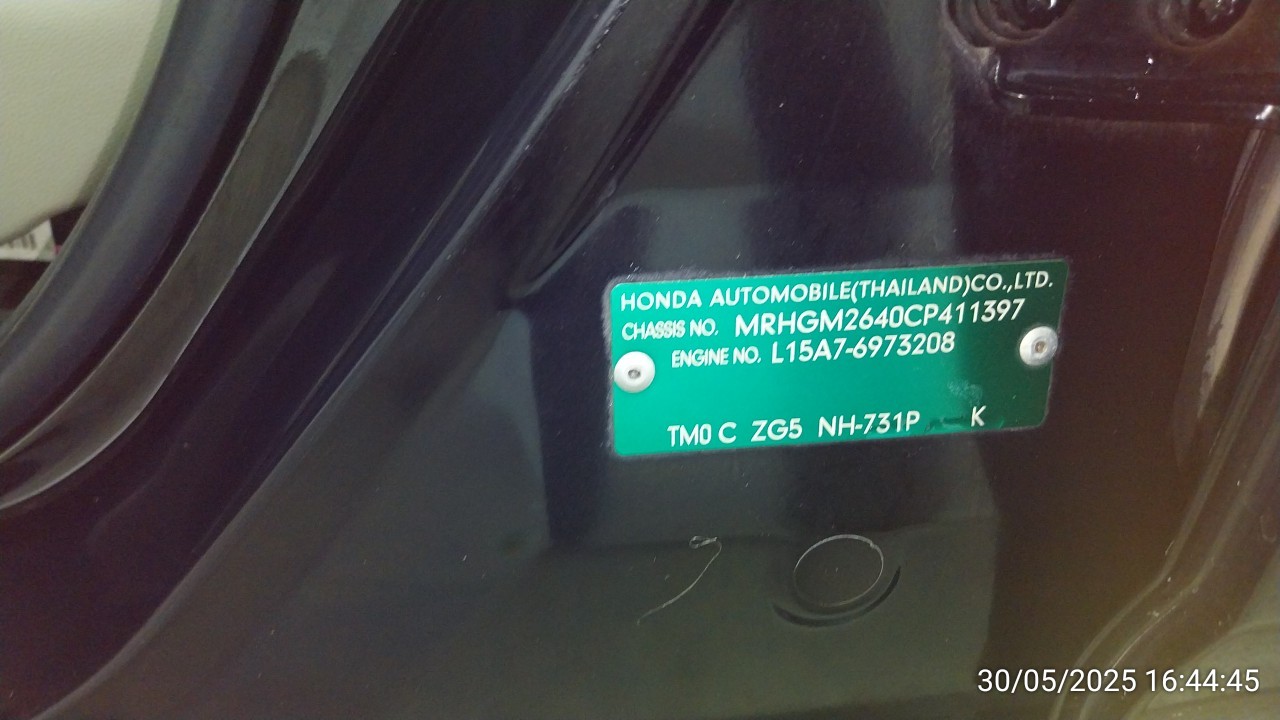 HONDA AUTOMOBILE(THAILAND)CO.,LTD.
CHASSIS NO. MRHGM2640CP411397
ENGINE NO. L15A7-6973208
TM0 C ZG5 NH-731P K
30/05/2025 16:44:45